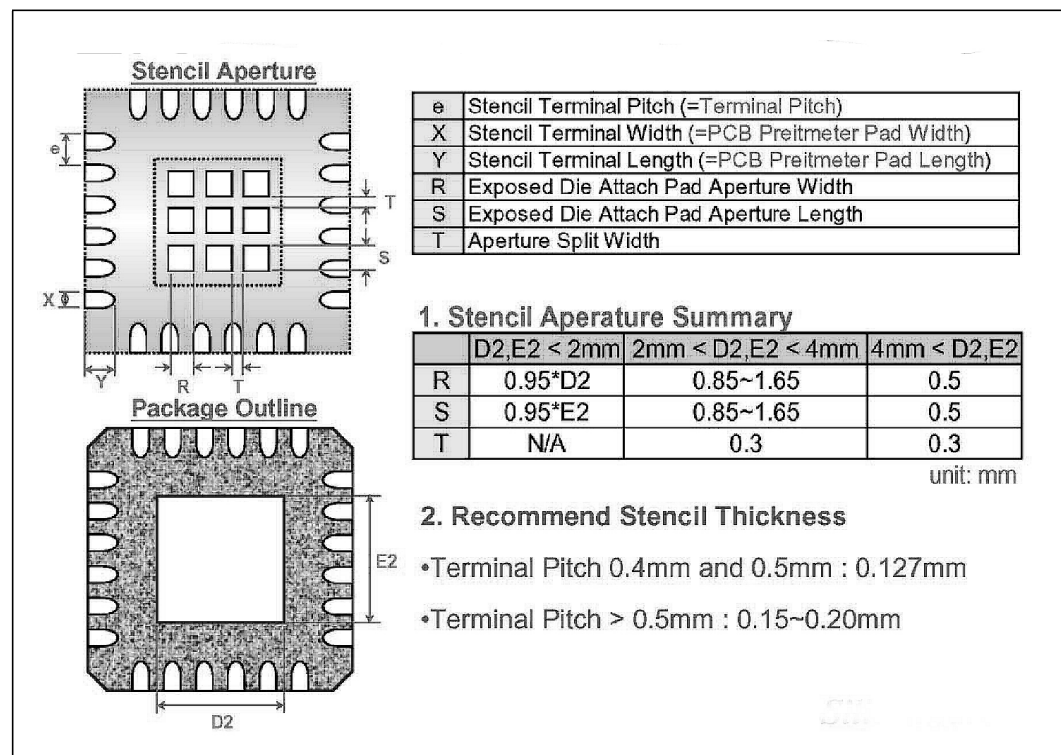 Stencil Aperture
e
T
S
X
Y
R
T
Package Outline
E2
D2
e Stencil Terminal Pitch (=Terminal Pitch)
X Stencil Terminal Width (=PCB Preitmeter Pad Width)
Y Stencil Terminal Length (=PCB Preitmeter Pad Length)
R Exposed Die Attach Pad Aperture Width
S Exposed Die Attach Pad Aperture Length
T Aperture Split Width
1. Stencil Aperature Summary
D2,E2 < 2mm 2mm < D2,E2 < 4mm 4mm < D2,E2
R 0.95*D2 0.85~1.65 0.5
S 0.95*E2 0.85~1.65 0.5
T N/A 0.3 0.3
unit: mm
2. Recommend Stencil Thickness
•Terminal Pitch 0.4mm and 0.5mm : 0.127mm
•Terminal Pitch > 0.5mm : 0.15~0.20mm